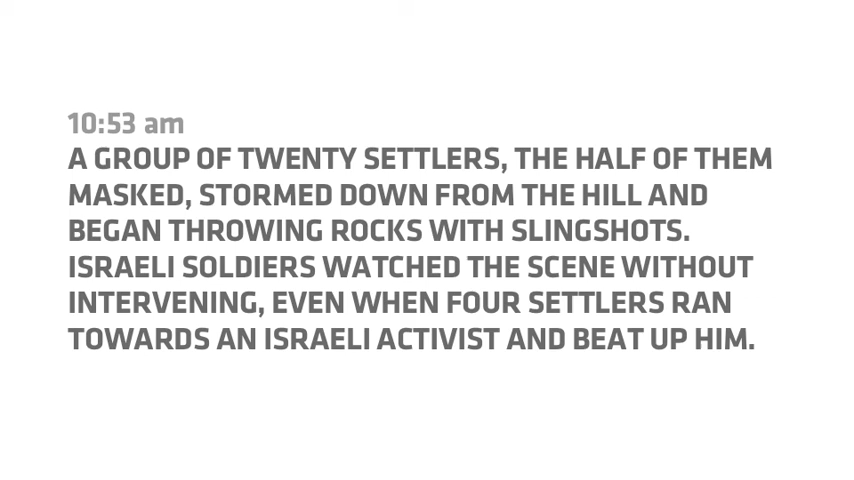 10:53 am
A GROUP OF TWENTY SETTLERS, THE HALF OF THEM
MASKED, STORMED DOWN FROM THE HILL AND
BEGAN THROWING ROCKS WITH SLINGSHOTS.
ISRAELI SOLDIERS WATCHED THE SCENE WITHOUT
INTERVENING, EVEN WHEN FOUR SETTLERS RAN
TOWARDS AN ISRAELI ACTIVIST AND BEAT UP HIM.